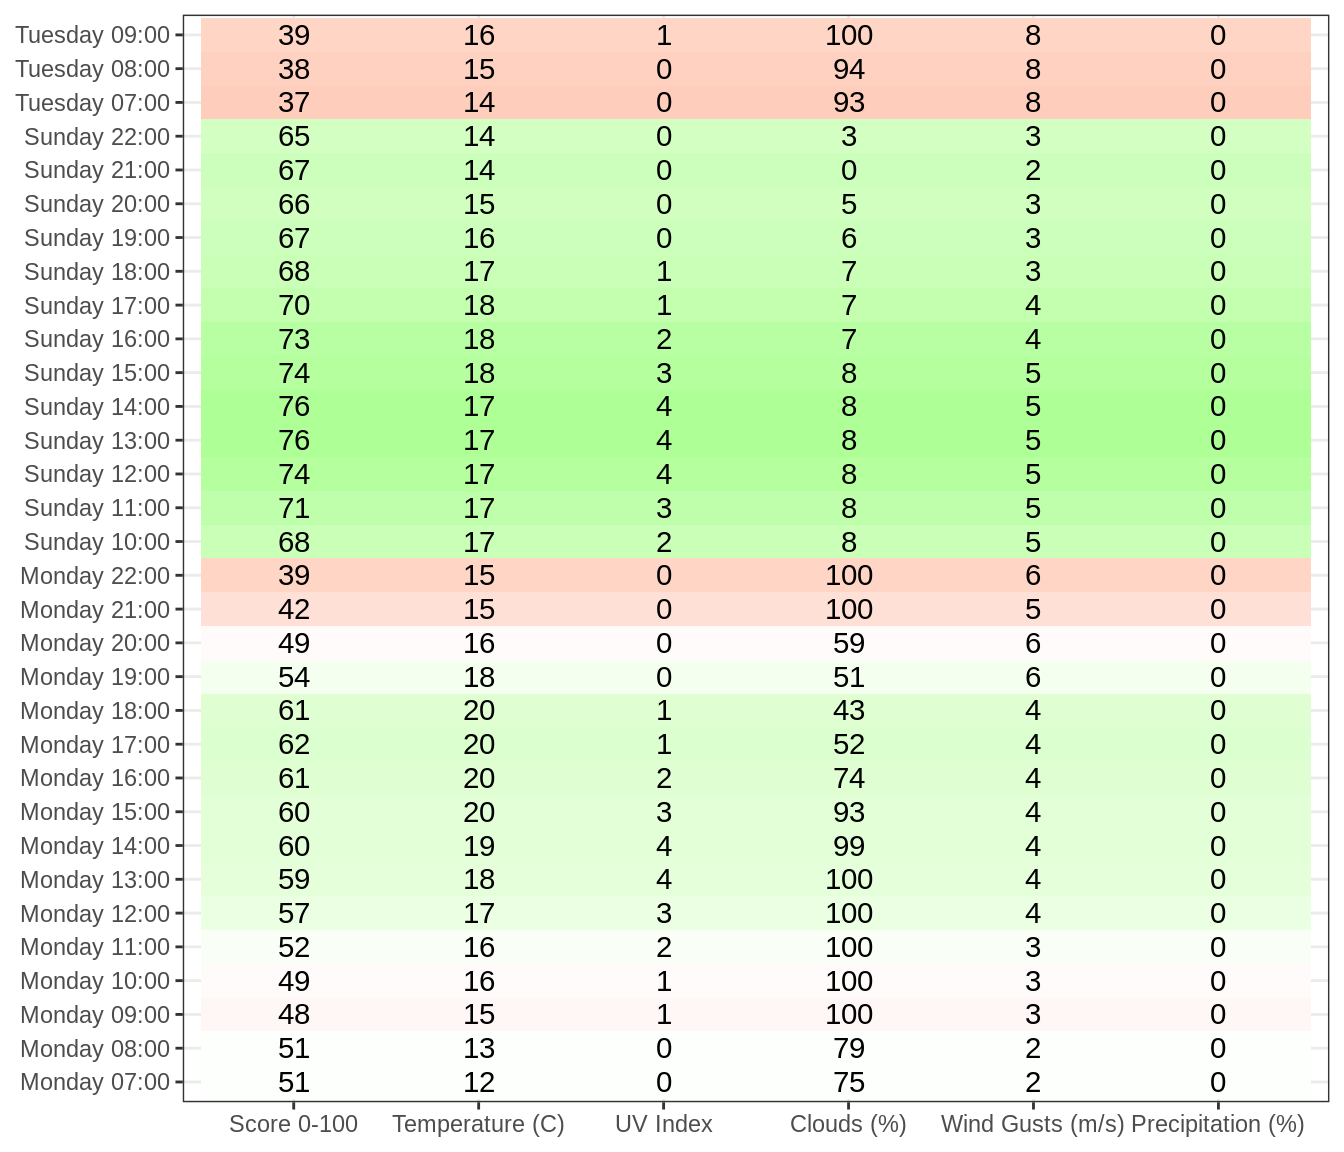 Tuesday 09:00 39 16 1 100 8 0
Tuesday 08:00 38 15 0 94 8 0
Tuesday 07:00 37 14 0 93 8 0
Sunday 22:00 65 14 0 3 3 0
Sunday 21:00 67 14 0 0 2 0
Sunday 20:00 66 15 0 5 3 0
Sunday 19:00 67 16 0 6 3 0
Sunday 18:00 68 17 1 7 3 0
Sunday 17:00 70 18 1 7 4 0
Sunday 16:00 73 18 2 7 4 0
Sunday 15:00 74 18 3 8 5 0
Sunday 14:00 76 17 4 8 5 0
Sunday 13:00 76 17 4 8 5 0
Sunday 12:00 74 17 4 8 5 0
Sunday 11:00 71 17 3 8 5 0
Sunday 10:00 68 17 2 8 5 0
Monday 22:00 39 15 0 100 6 0
Monday 21:00 42 15 0 100 5 0
Monday 20:00 49 16 0 59 6 0
Monday 19:00 54 18 0 51 6 0
Monday 18:00 61 20 1 43 4 0
Monday 17:00 62 20 1 52 4 0
Monday 16:00 61 20 2 74 4 0
Monday 15:00 60 20 3 93 4 0
Monday 14:00 60 19 4 99 4 0
Monday 13:00 59 18 4 100 4 0
Monday 12:00 57 17 3 100 4 0
Monday 11:00 52 16 2 100 3 0
Monday 10:00 49 16 1 100 3 0
Monday 09:00 48 15 1 100 3 0
Monday 08:00 51 13 0 79 2 0
Monday 07:00 51 12 0 75 2 0
Score 0-100 Temperature (C) UV Index Clouds (%) Wind Gusts (m/s) Precipitation (%)